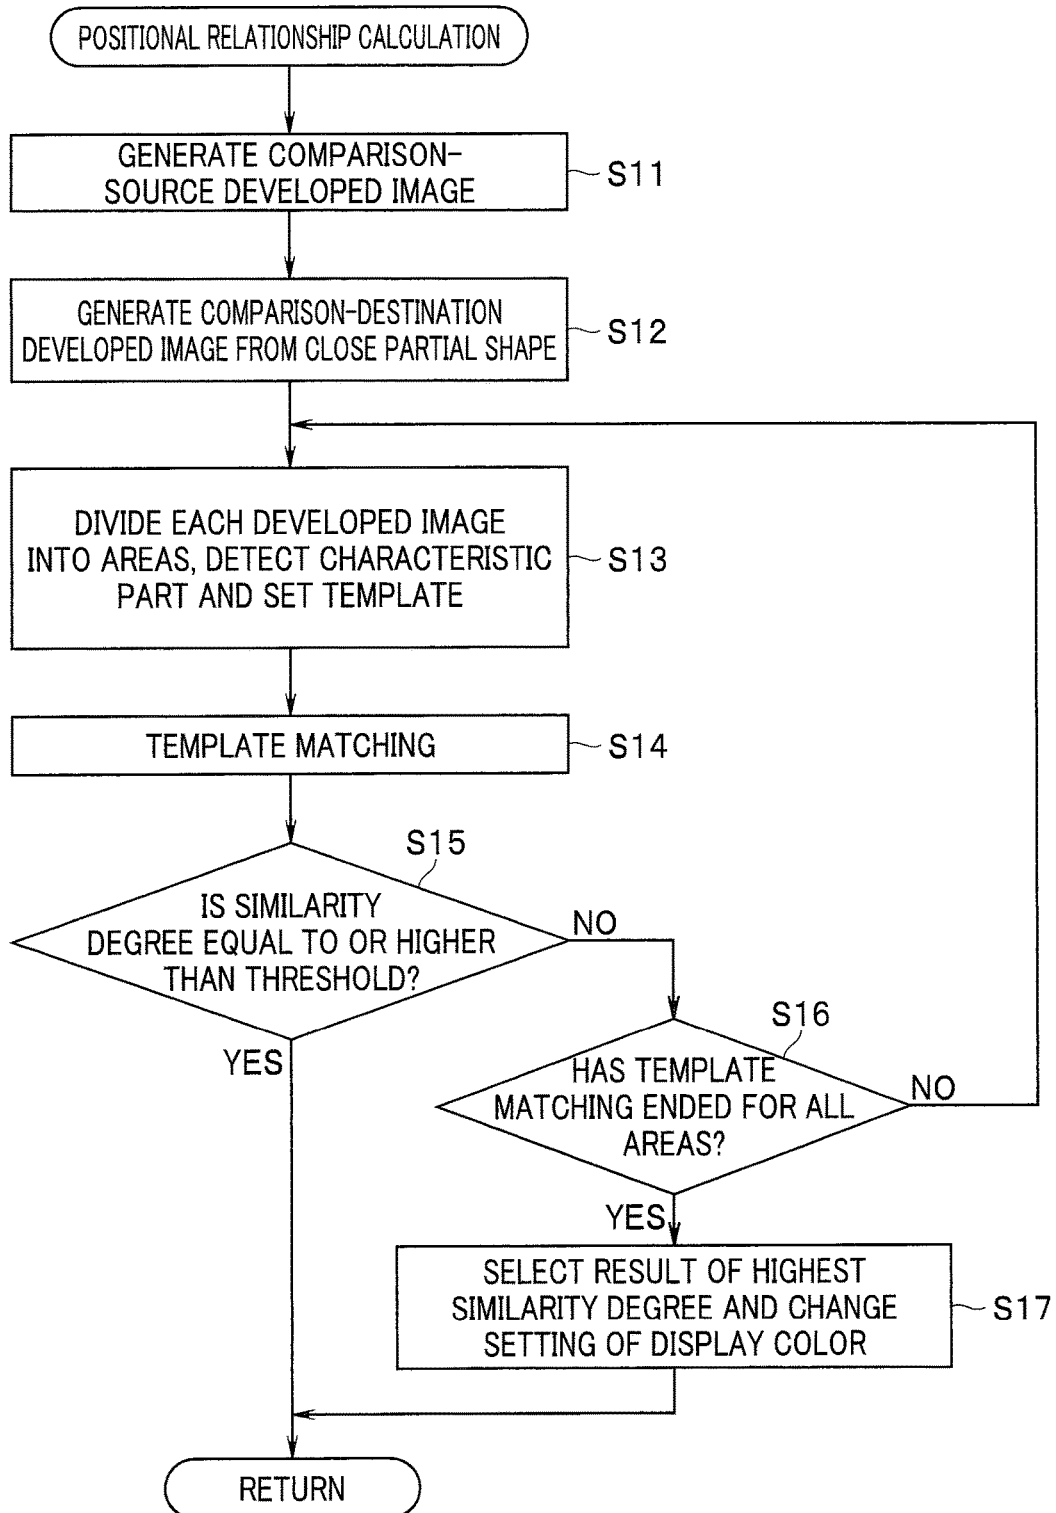 POSITIONAL RELATIONSHIP CALCULATION
GENERATE COMPARISON-
SOURCE DEVELOPED IMAGE
S11
GENERATE COMPARISON-DESTINATION
DEVELOPED IMAGE FROM CLOSE PARTIAL SHAPE
S12
DIVIDE EACH DEVELOPED IMAGE
INTO AREAS, DETECT CHARACTERISTIC
PART AND SET TEMPLATE
S13
TEMPLATE MATCHING
S14
S15
IS SIMILARITY
DEGREE EQUAL TO OR HIGHER
THAN THRESHOLD?
NO
YES
S16
HAS TEMPLATE
MATCHING ENDED FOR ALL
AREAS?
NO
YES
SELECT RESULT OF HIGHEST
SIMILARITY DEGREE AND CHANGE
SETTING OF DISPLAY COLOR
S17
RETURN